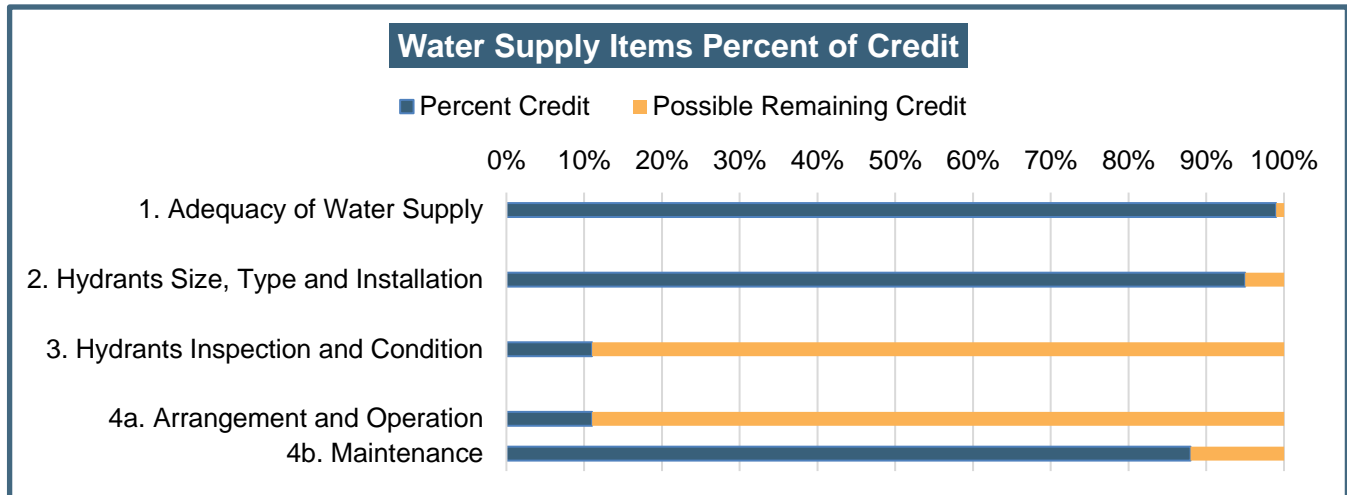 Water Supply Items Percent of Credit
Percent Credit Possible Remaining Credit
0% 10% 20% 30% 40% 50% 60% 70% 80% 90% 100%
1. Adequacy of Water Supply
2. Hydrants Size, Type and Installation
3. Hydrants Inspection and Condition
4a. Arrangement and Operation
4b. Maintenance